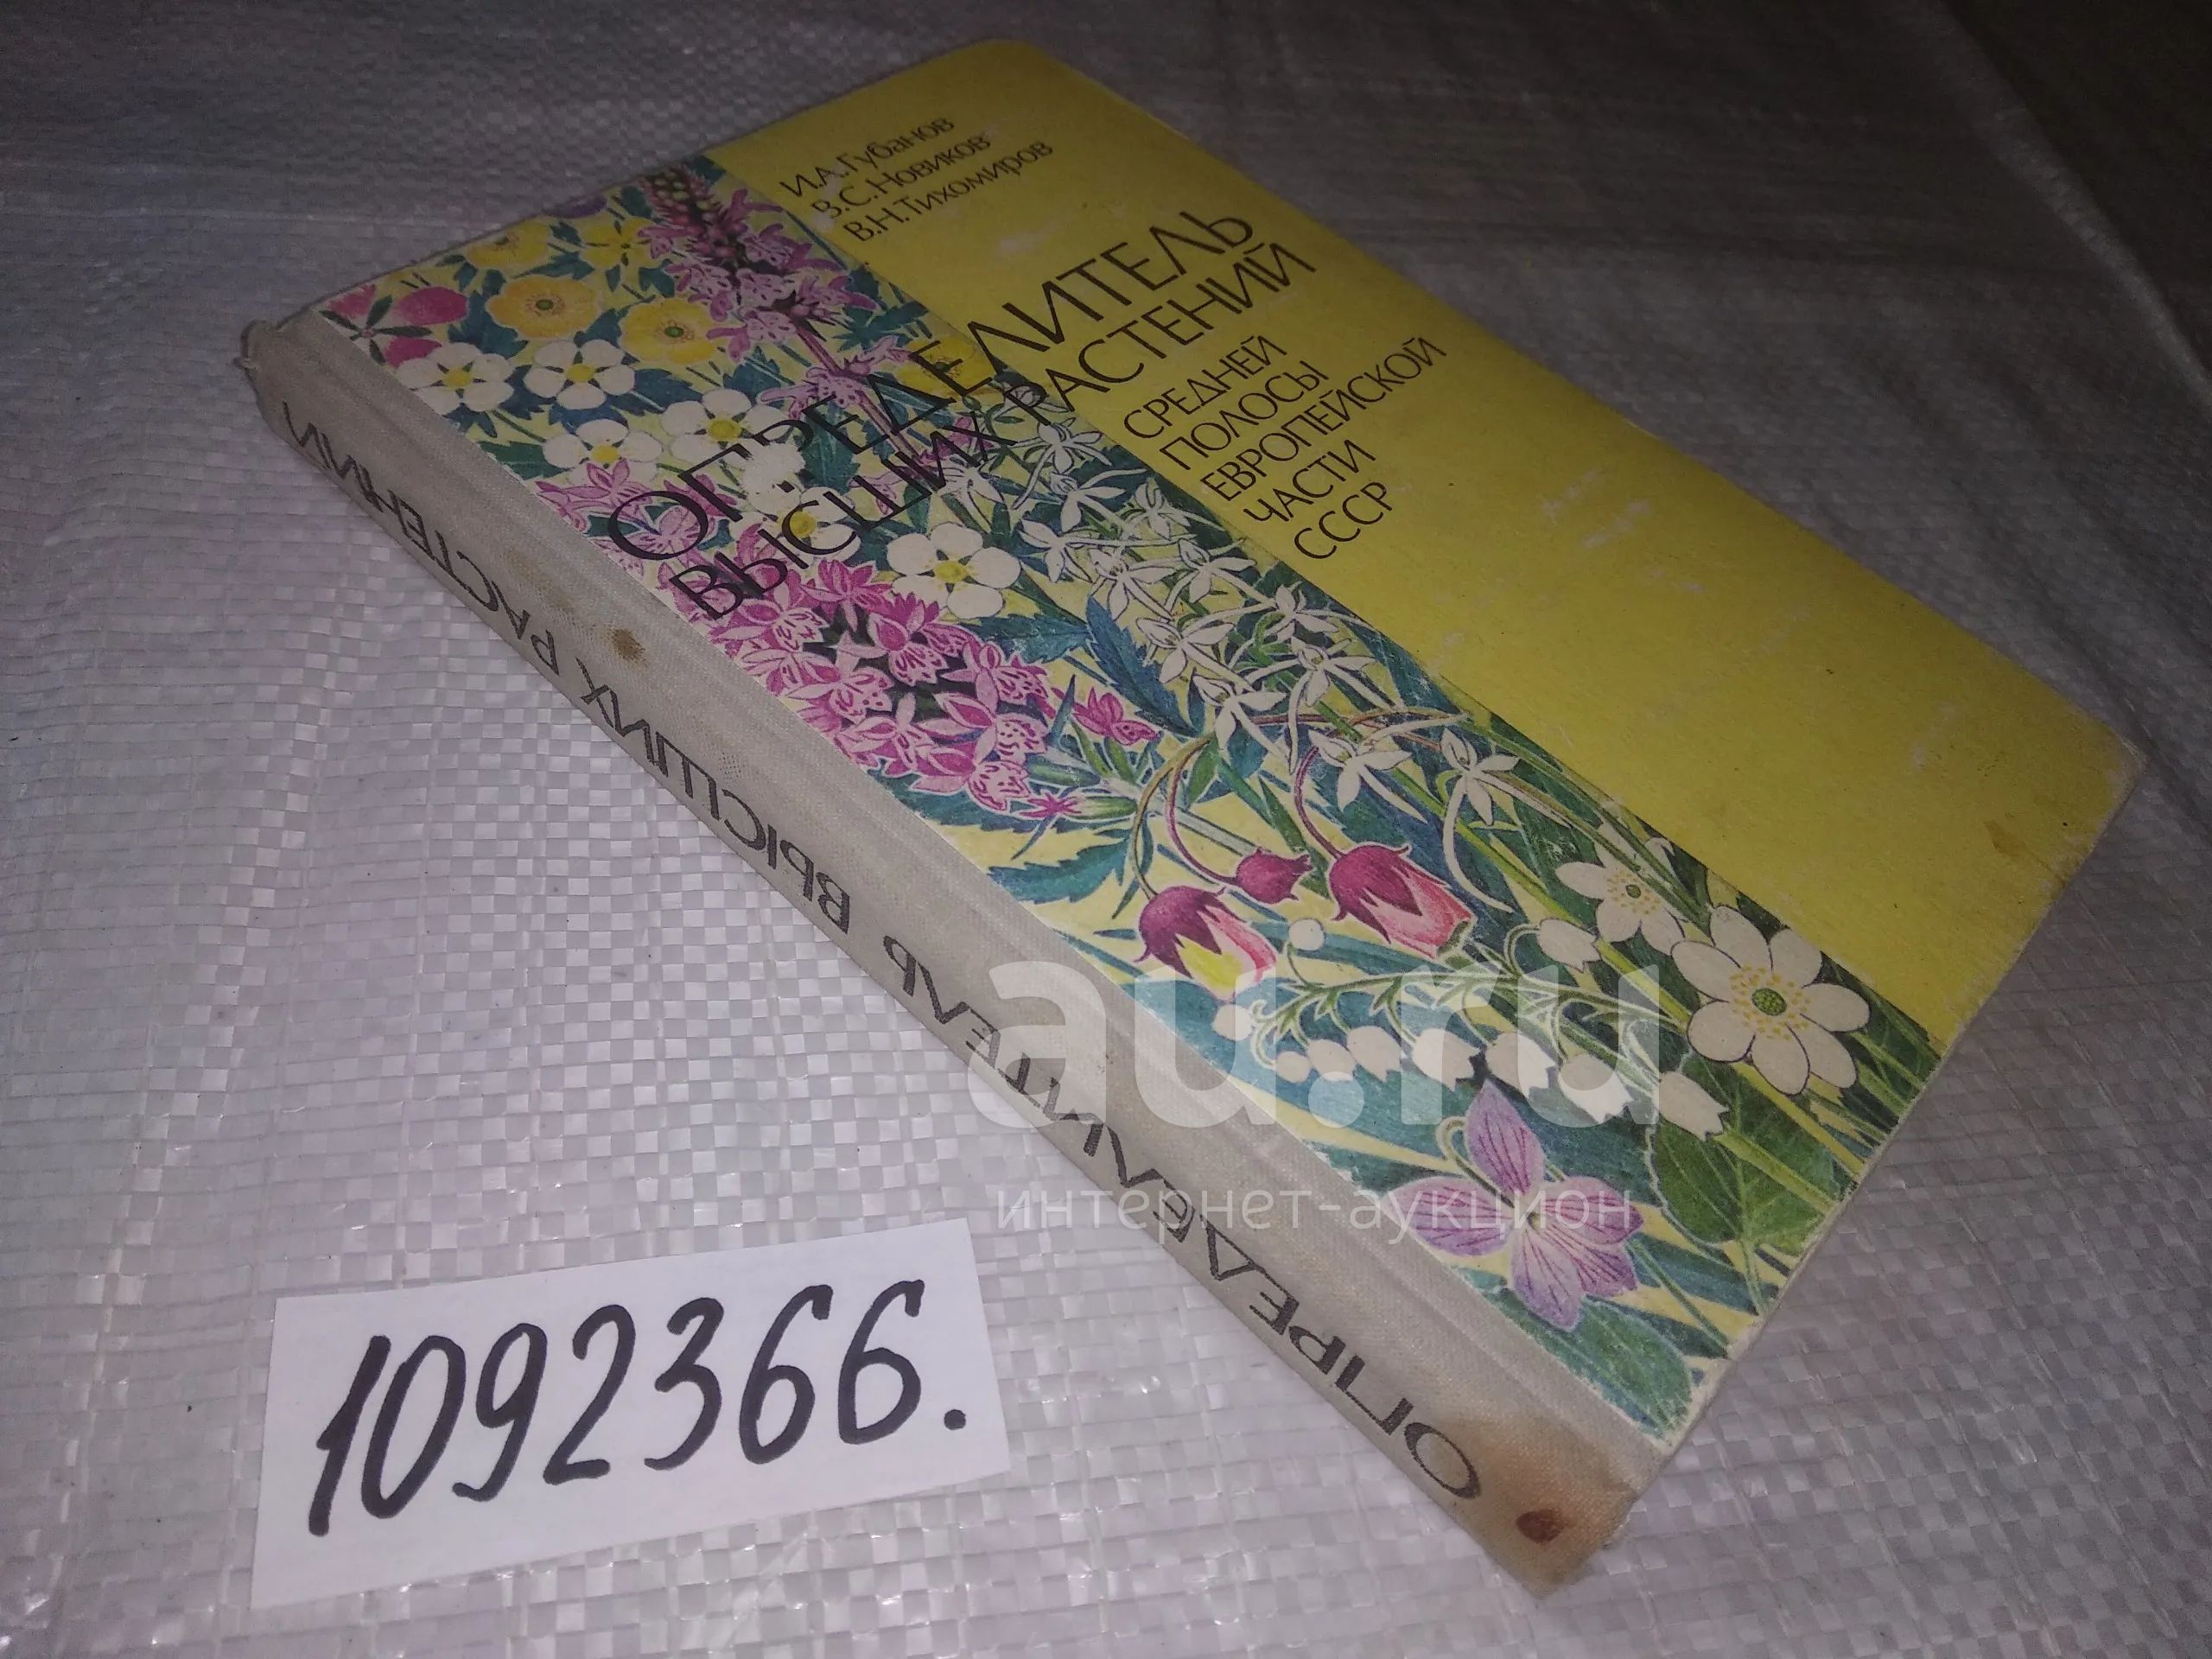 И.А.Губанов
В.С.Новиков
В.Н.Тихомиров
ОПРЕДЕЛИТЕЛЬ
ВЫСШИХ РАСТЕНИЙ
СРЕДНЕЙ
ПОЛОСЫ
ЕВРОПЕЙСКОЙ
ЧАСТИ
СССР
ОПРЕДЕЛИТЕЛЬ ВЫСШИХ РАСТЕНИЙ
au.ru
интернет-аукцион
1092366.